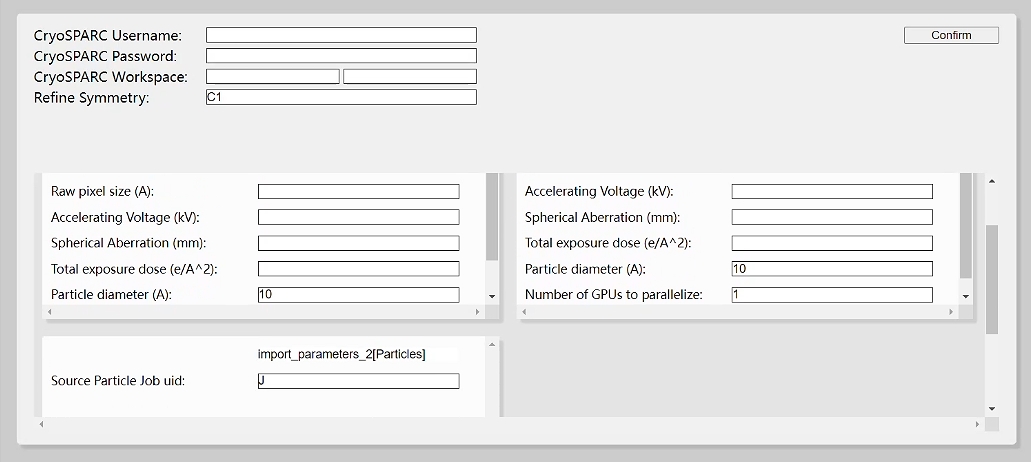 CryoSPARC Username:
Confirm
CryoSPARC Password:
CryoSPARC Workspace:
Refine Symmetry: C1
Raw pixel size (A):
Accelerating Voltage (kV):
Spherical Aberration (mm):
Total exposure dose (e/A^2):
Particle diameter (A): 10
Accelerating Voltage (kV):
Spherical Aberration (mm):
Total exposure dose (e/A^2):
Particle diameter (A): 10
Number of GPUs to parallelize: 1
import_parameters_2[Particles]
Source Particle Job uid: J